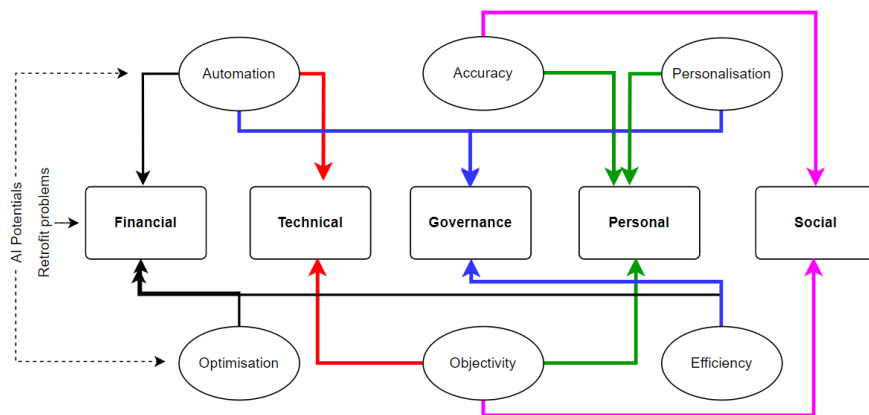 Automation
Accuracy
Personalisation
AI Potentials
Retrofit problems
Financial
Technical
Governance
Personal
Social
Optimisation
Objectivity
Efficiency